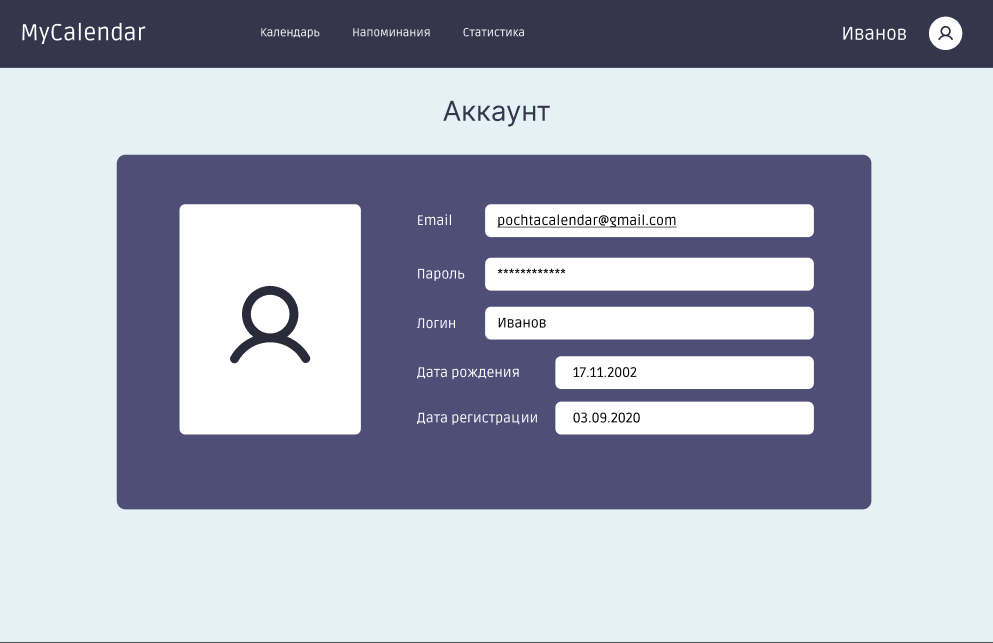 MyCalendar
Календарь
Напоминания
Статистика
Иванов
Аккаунт
Email
pochtacalendar@gmail.com
Пароль
************
Логин
Иванов
Дата рождения
17.11.2002
Дата регистрации
03.09.2020